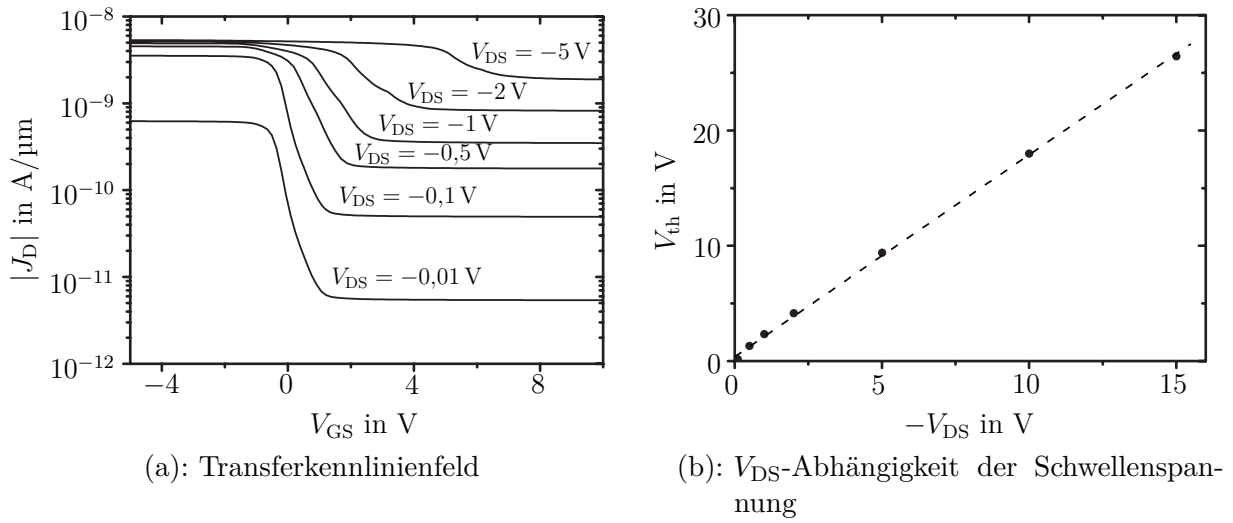 10⁻⁸
10⁻⁹
10⁻¹⁰
10⁻¹¹
10⁻¹²
|J_D| in A/µm
V_DS = −5 V
V_DS = −2 V
V_DS = −1 V
V_DS = −0,5 V
V_DS = −0,1 V
V_DS = −0,01 V
−4 0 4 8
V_GS in V
(a): Transferkennlinienfeld
30
20
10
0
V_th in V
0 5 10 15
−V_DS in V
(b): V_DS-Abhängigkeit der Schwellenspan-
nung